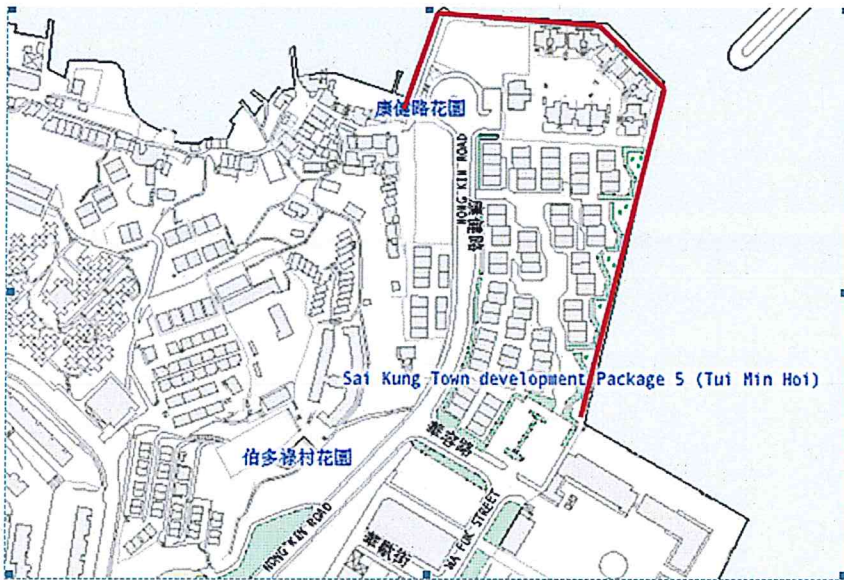 康健路花園
HONG KIN ROAD
康健路
Sai Kung Town development Package 5 (Tui Min Hoi)
伯多祿村花園
HONG KIN ROAD
WA FUK STREET